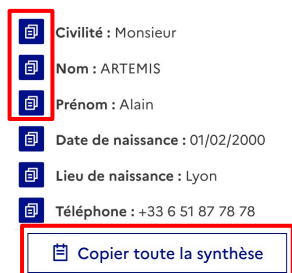 Civilité : Monsieur
Nom : ARTEMIS
Prénom : Alain
Date de naissance : 01/02/2000
Lieu de naissance : Lyon
Téléphone : +33 6 51 87 78 78
Copier toute la synthèse